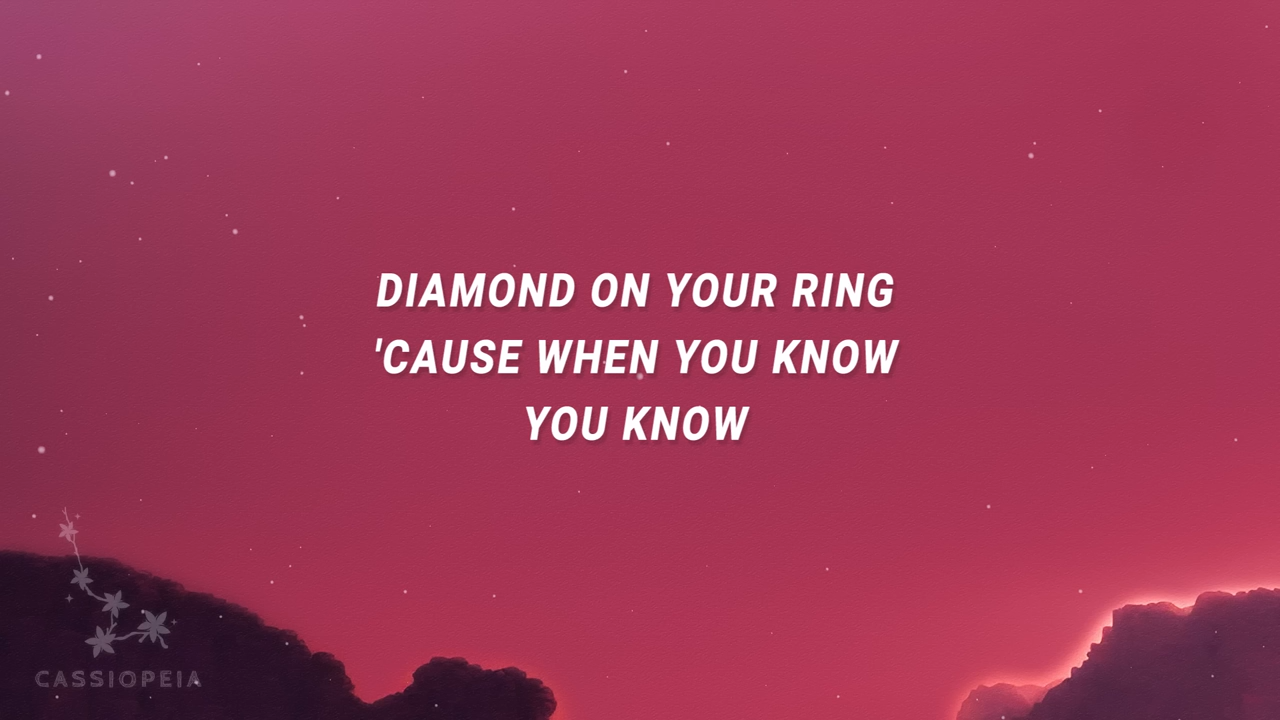 DIAMOND ON YOUR RING
'CAUSE WHEN YOU KNOW
YOU KNOW
CASSIOPEIA